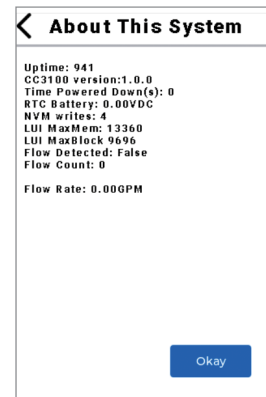 About This System
Uptime: 941
CC3100 version:1.0.0
Time Powered Down(s): 0
RTC Battery: 0.00VDC
NVM writes: 4
LUI MaxMem: 13360
LUI MaxBlock 9696
Flow Detected: False
Flow Count: 0
Flow Rate: 0.00GPM
Okay